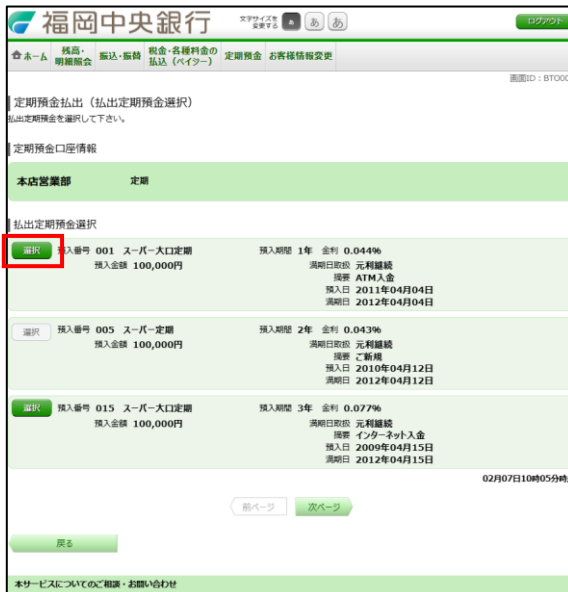 福岡中央銀行 文字サイズを変更する あ あ あ ログアウト
ホーム 残高・明細照会 振込・振替 税金・各種料金の払込(ペイジー) 定期預金 お客様情報変更
画面ID:BTO00
定期預金払出(払出定期預金選択)
払出定期預金を選択して下さい。
定期預金口座情報
本店営業部 定期
払出定期預金選択
選択 預入番号 001 スーパー大口定期 預入期間 1年 金利 0.044%
預入金額 100,000円 満期日取扱 元利継続
摘要 ATM入金
預入日 2011年04月04日
満期日 2012年04月04日
選択 預入番号 005 スーパー定期 預入期間 2年 金利 0.043%
預入金額 100,000円 満期日取扱 元利継続
摘要 ご新規
預入日 2010年04月12日
満期日 2012年04月12日
選択 預入番号 015 スーパー大口定期 預入期間 3年 金利 0.077%
預入金額 100,000円 満期日取扱 元利継続
摘要 インターネット入金
預入日 2009年04月15日
満期日 2012年04月15日
02月07日10時05分時
前ページ 次ページ
戻る
本サービスについてのご相談・お問い合わせ